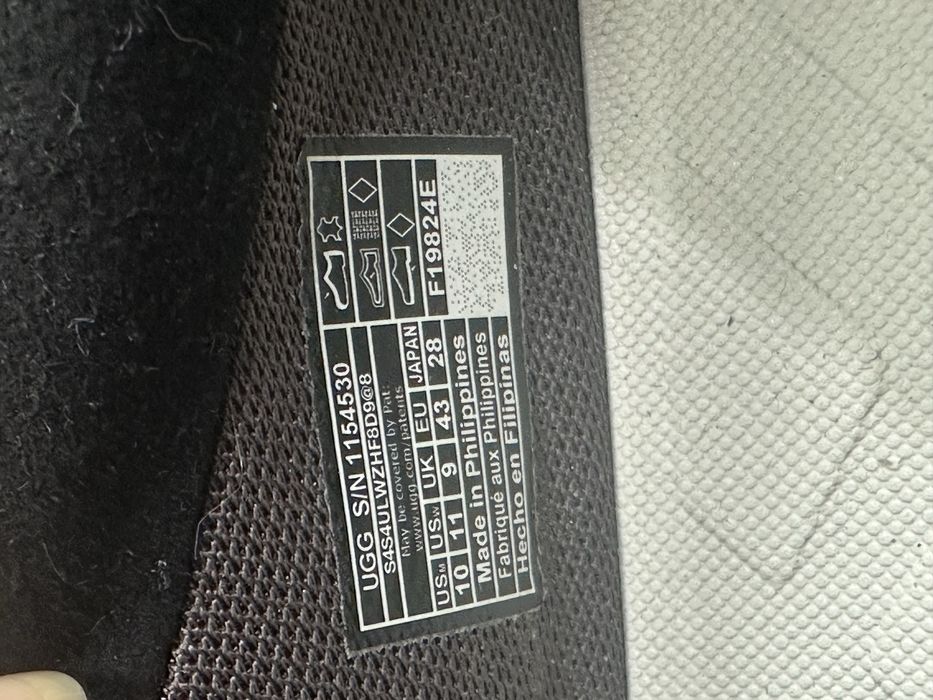 UGG S/N 1154530
S4S4ULWZHF8D9@8
May be covered by Pat:
www.ugg.com/patents
USM USW UK EU JAPAN
10 11 9 43 28
Made in Philippines
Fabriqué aux Philippines
Hecho en Filipinas
F19824E